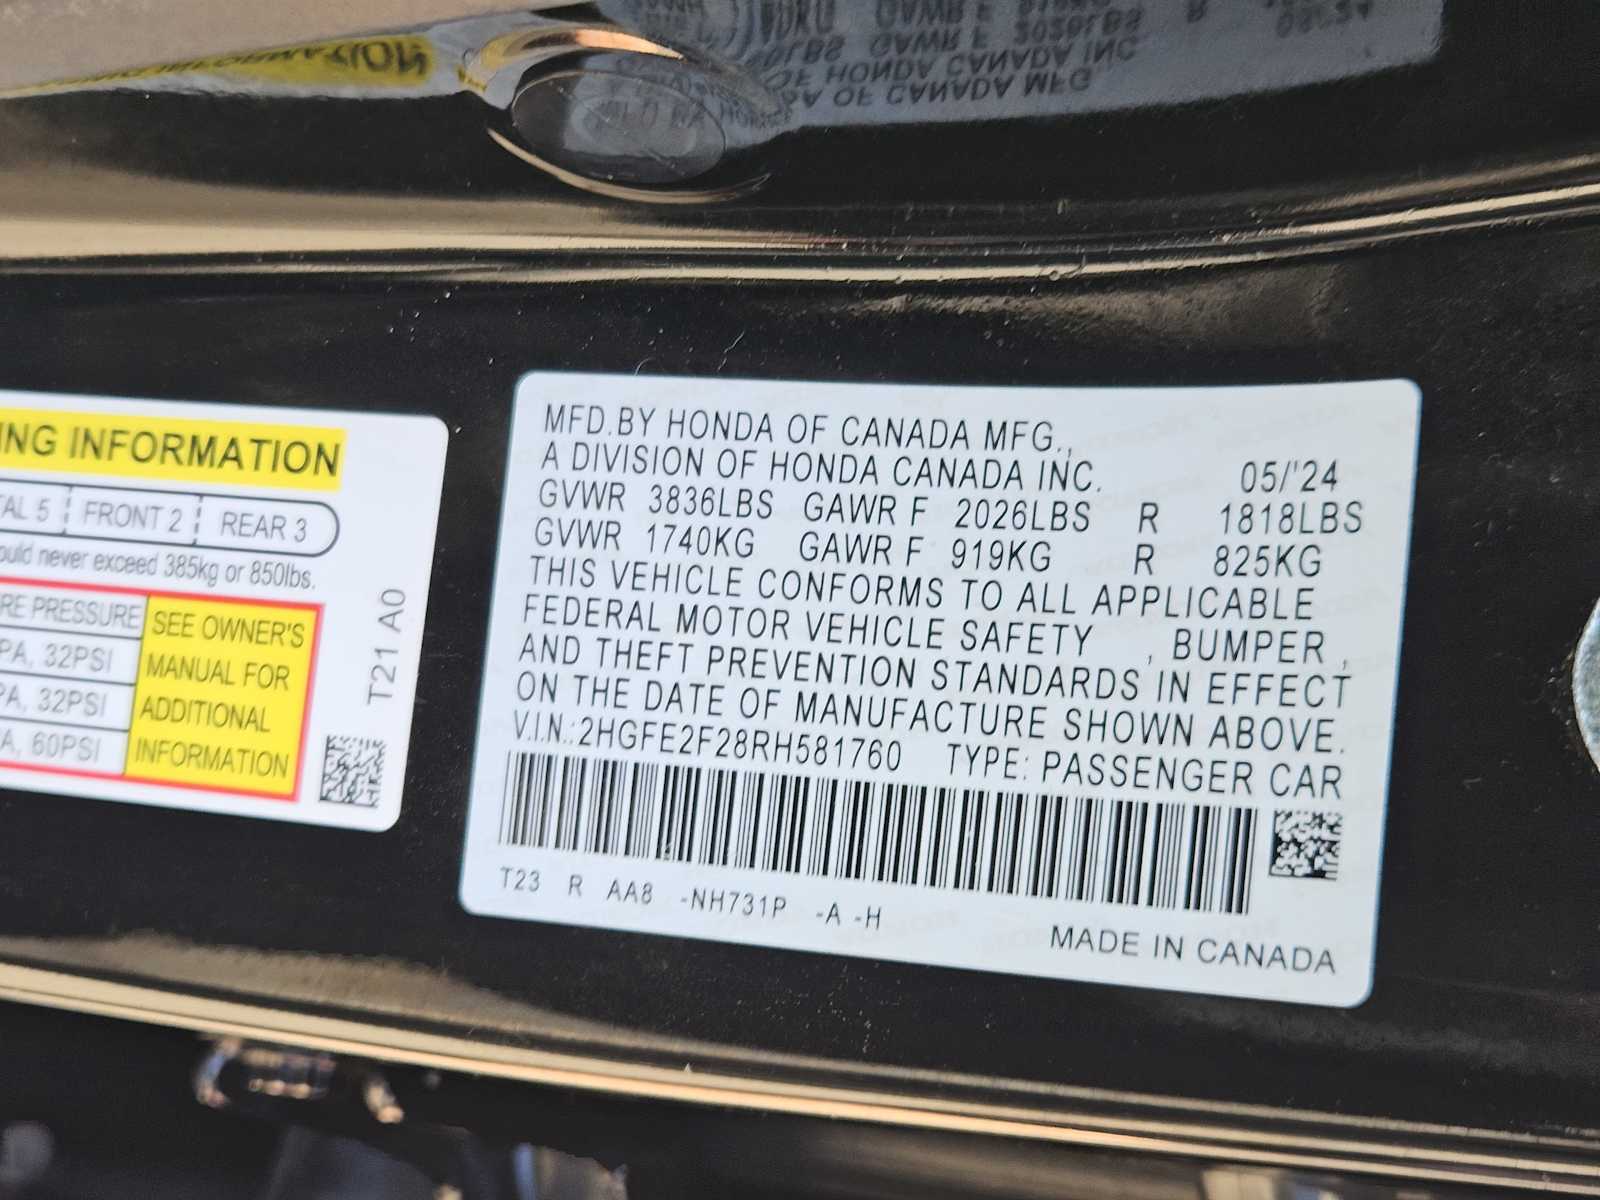 ING INFORMATION
TAL 5 FRONT 2 REAR 3
ould never exceed 385kg or 850lbs.
RE PRESSURE
PA, 32PSI
PA, 32PSI
A, 60PSI
SEE OWNER'S
MANUAL FOR
ADDITIONAL
INFORMATION
T21 A0
MFD.BY HONDA OF CANADA MFG.,
A DIVISION OF HONDA CANADA INC. 05/'24
GVWR 3836LBS GAWR F 2026LBS R 1818LBS
GVWR 1740KG GAWR F 919KG R 825KG
THIS VEHICLE CONFORMS TO ALL APPLICABLE
FEDERAL MOTOR VEHICLE SAFETY , BUMPER ,
AND THEFT PREVENTION STANDARDS IN EFFECT
ON THE DATE OF MANUFACTURE SHOWN ABOVE.
V.I.N.:2HGFE2F28RH581760 TYPE: PASSENGER CAR
T23 R AA8 -NH731P -A -H
MADE IN CANADA